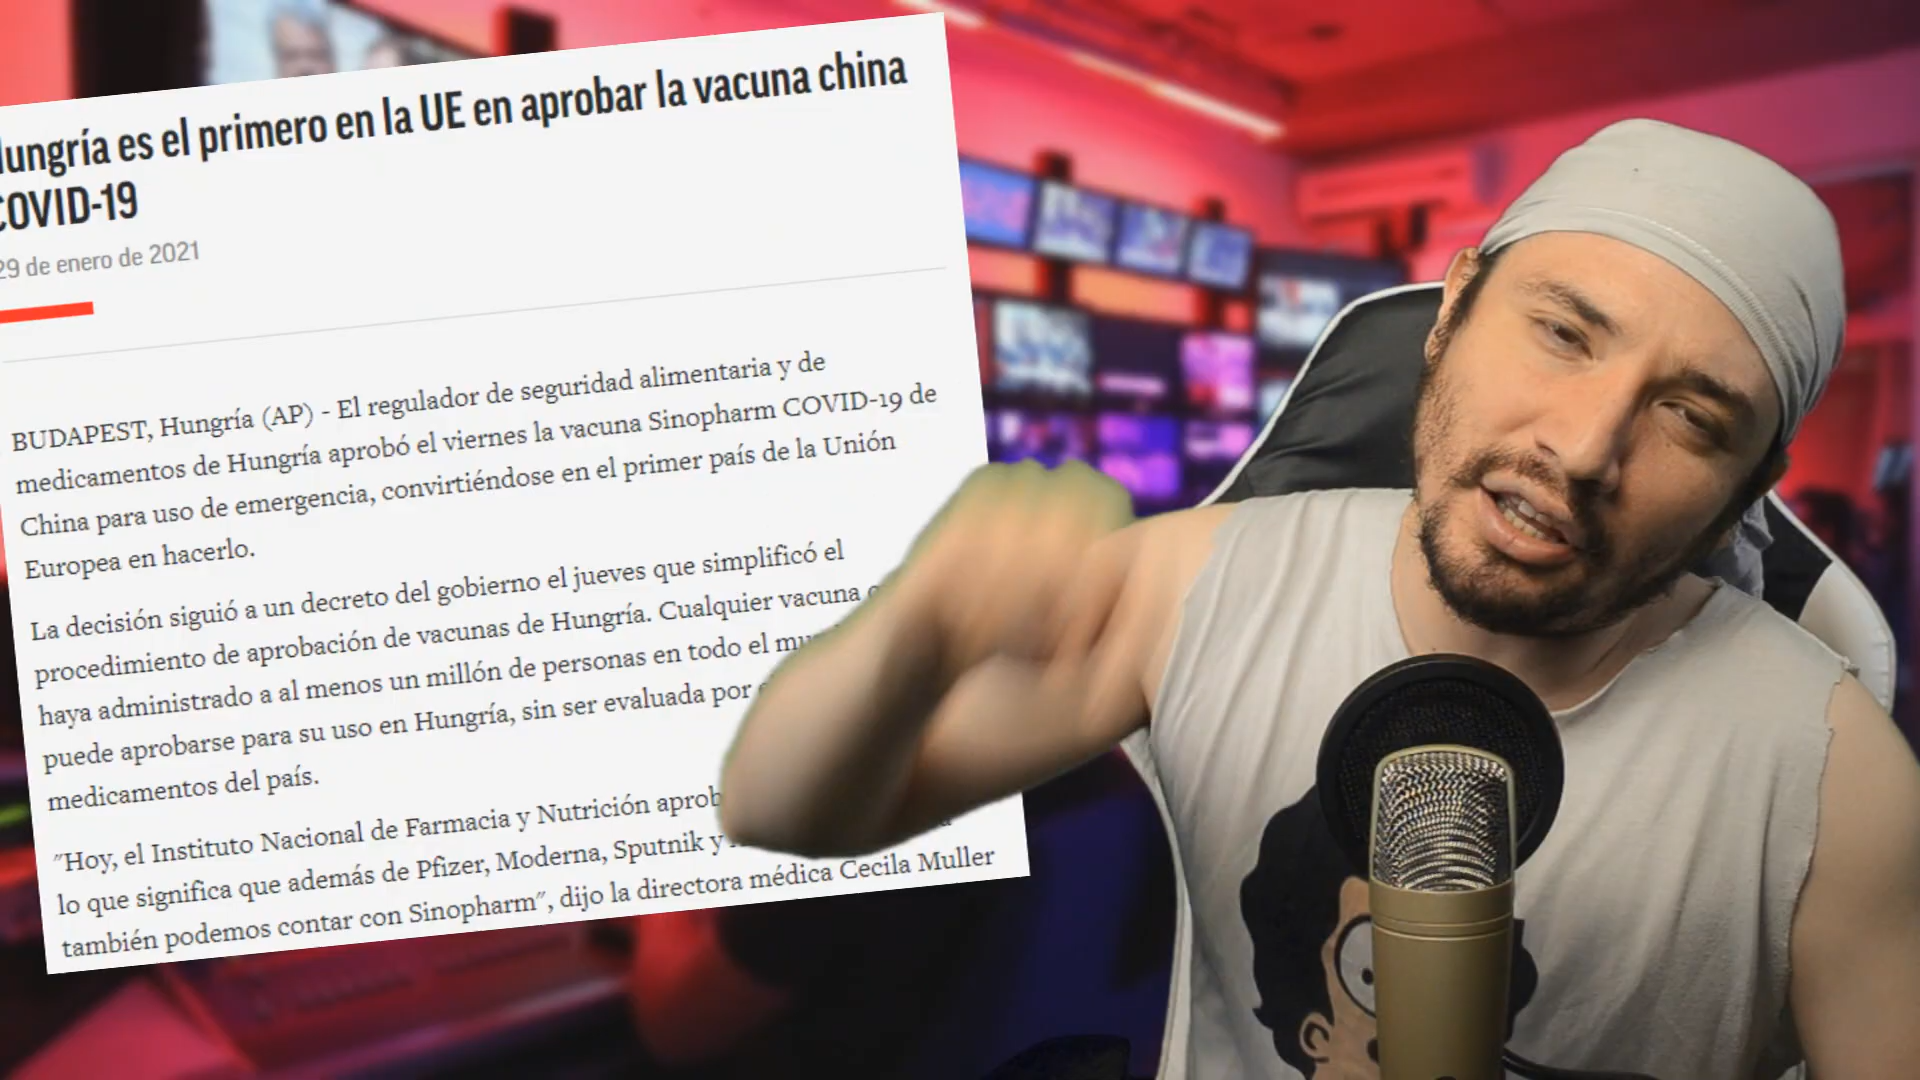 Hungría es el primero en la UE en aprobar la vacuna china
COVID-19
29 de enero de 2021
BUDAPEST, Hungría (AP) - El regulador de seguridad alimentaria y de
medicamentos de Hungría aprobó el viernes la vacuna Sinopharm COVID-19 de
China para uso de emergencia, convirtiéndose en el primer país de la Unión
Europea en hacerlo.
La decisión siguió a un decreto del gobierno el jueves que simplificó el
procedimiento de aprobación de vacunas de Hungría. Cualquier vacuna
haya administrado a al menos un millón de personas en todo el
puede aprobarse para su uso en Hungría, sin ser evaluada por
medicamentos del país.
"Hoy, el Instituto Nacional de Farmacia y Nutrición
lo que significa que además de Pfizer, Moderna, Sputnik y
también podemos contar con Sinopharm", dijo la directora médica Cecila Muller